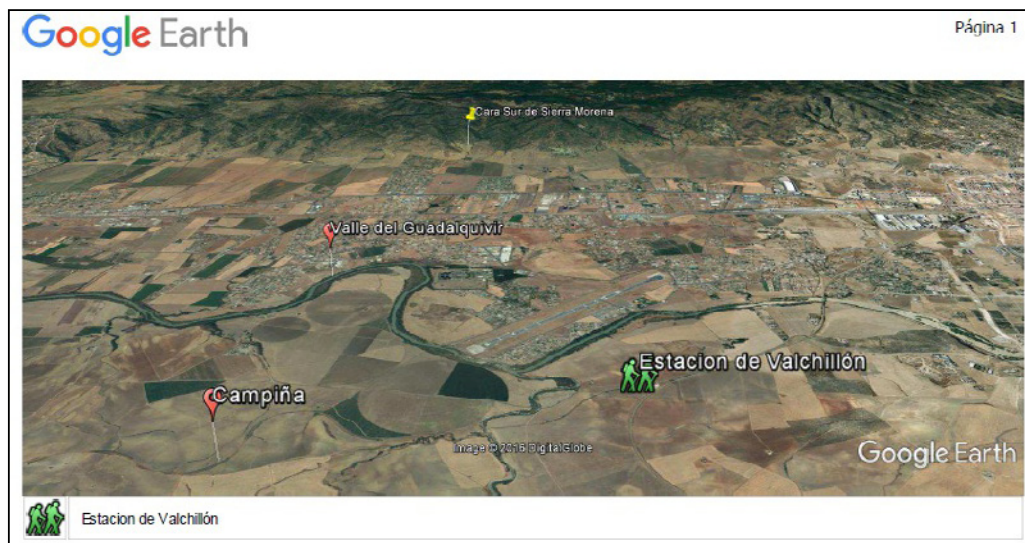 Google Earth
Página 1
Cara Sur de Sierra Morena
Valle del Guadalquivir
Estacion de Valchillón
Campiña
Image © 2016 DigitalGlobe
Google Earth
Estacion de Valchillón